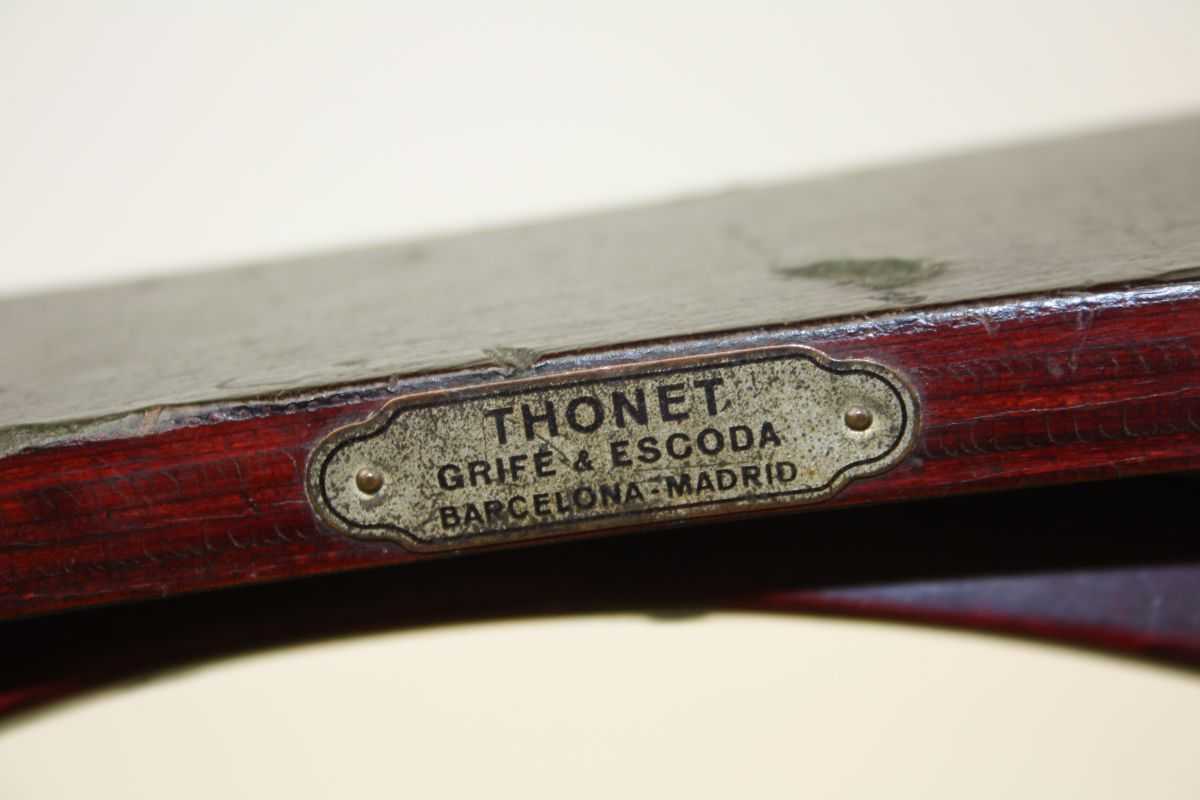 THONET
GRIFÉ & ESCODA
BARCELONA-MADRID